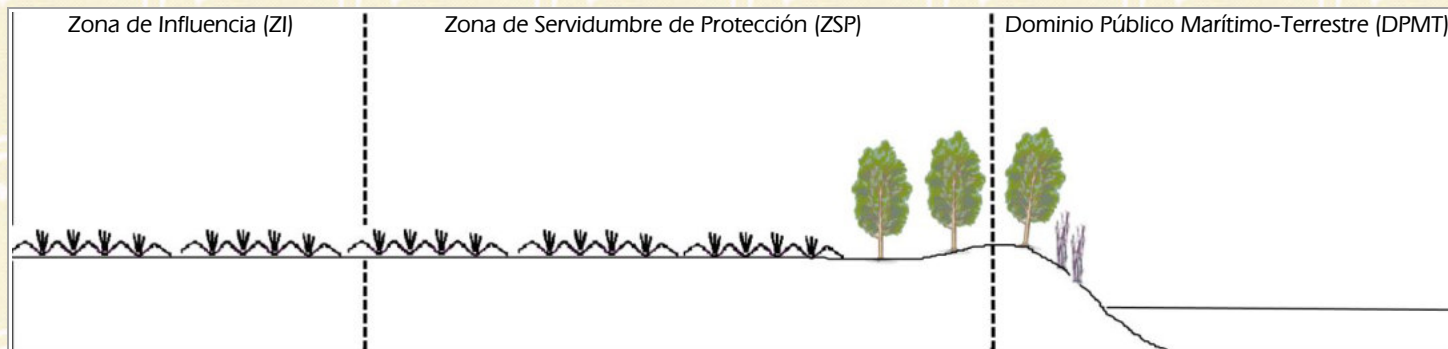 Zona de Influencia (ZI)
Zona de Servidumbre de Protección (ZSP)
Dominio Público Marítimo-Terrestre (DPMT)